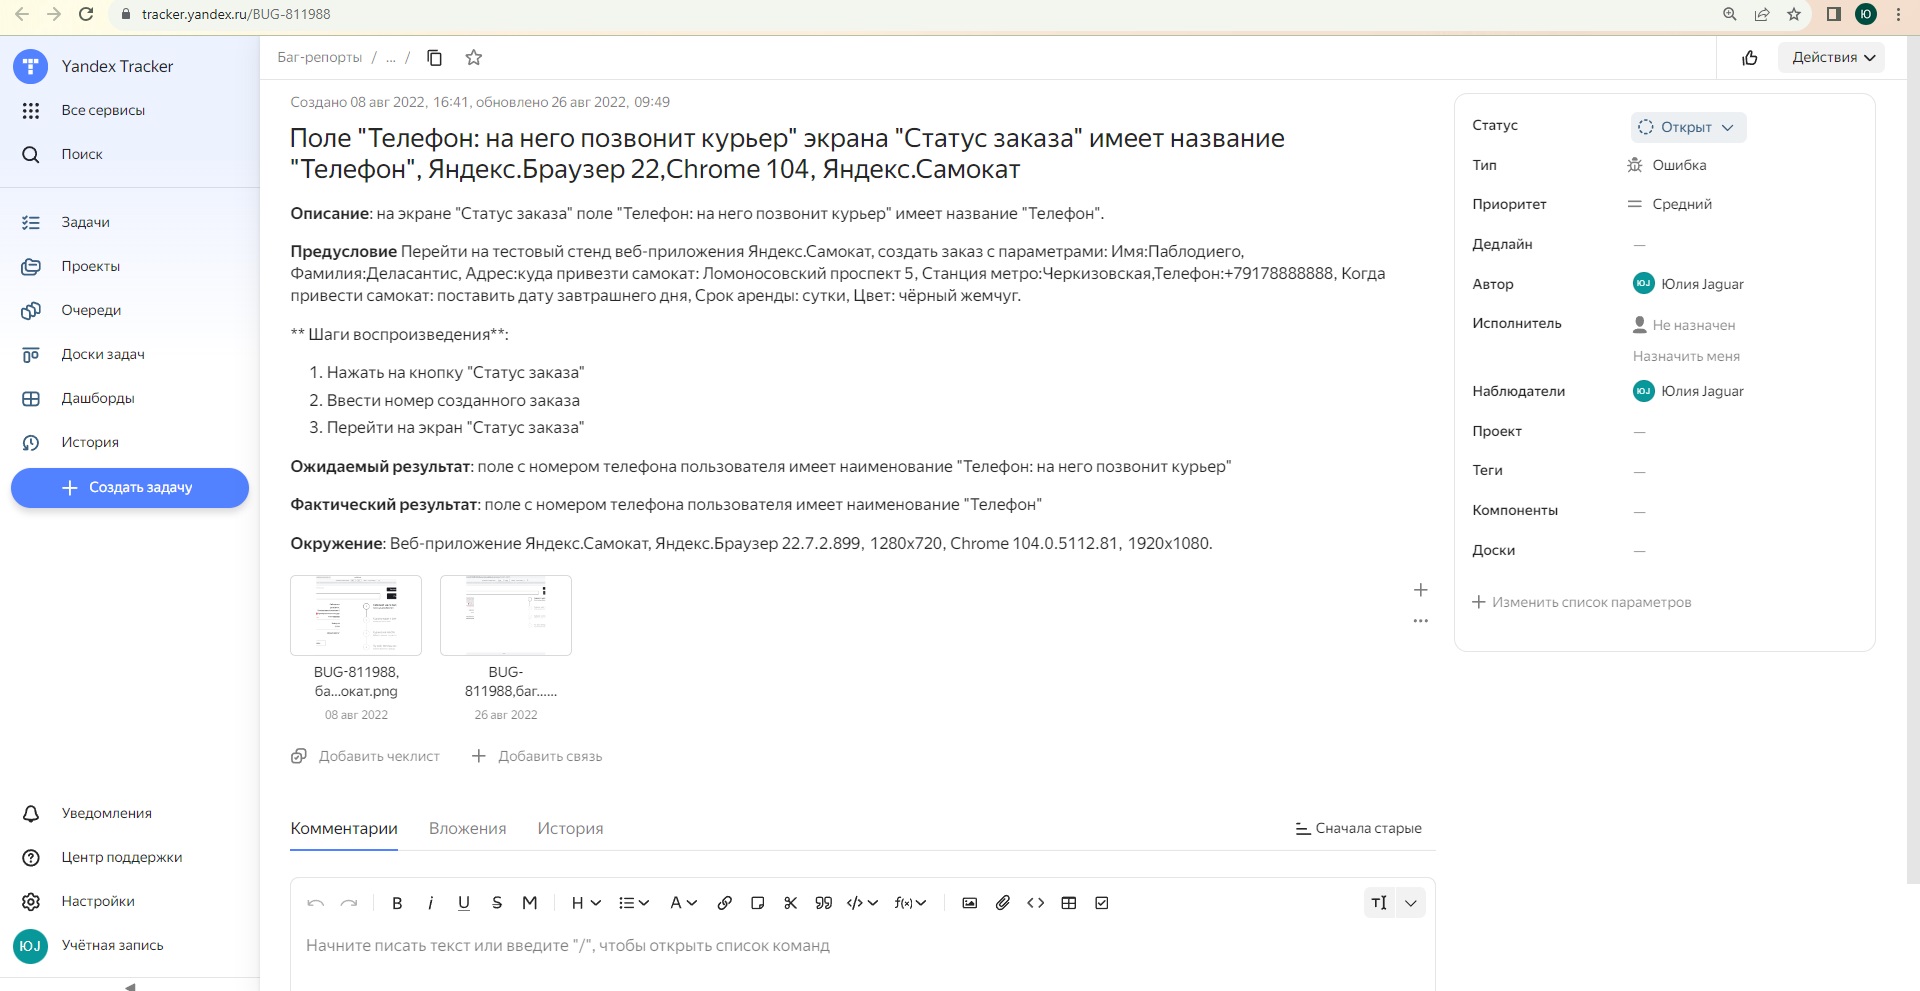 tracker.yandex.ru/BUG-811988
Ю
Yandex Tracker
Все сервисы
Поиск
Задачи
Проекты
Очереди
Доски задач
Дашборды
История
Создать задачу
Уведомления
Центр поддержки
Настройки
ЮJ Учётная запись
Баг-репорты / ... /
Действия
Создано 08 авг 2022, 16:41, обновлено 26 авг 2022, 09:49
Поле "Телефон: на него позвонит курьер" экрана "Статус заказа" имеет название
"Телефон", Яндекс.Браузер 22,Chrome 104, Яндекс.Самокат
Описание: на экране "Статус заказа" поле "Телефон: на него позвонит курьер" имеет название "Телефон".
Предусловие Перейти на тестовый стенд веб-приложения Яндекс.Самокат, создать заказ с параметрами: Имя:Паблодиего,
Фамилия:Деласантис, Адрес:куда привезти самокат: Ломоносовский проспект 5, Станция метро:Черкизовская,Телефон:+79178888888, Когда
привести самокат: поставить дату завтрашнего дня, Срок аренды: сутки, Цвет: чёрный жемчуг.
** Шаги воспроизведения**:
1. Нажать на кнопку "Статус заказа"
2. Ввести номер созданного заказа
3. Перейти на экран "Статус заказа"
Ожидаемый результат: поле с номером телефона пользователя имеет наименование "Телефон: на него позвонит курьер"
Фактический результат: поле с номером телефона пользователя имеет наименование "Телефон"
Окружение: Веб-приложение Яндекс.Самокат, Яндекс.Браузер 22.7.2.899, 1280x720, Chrome 104.0.5112.81, 1920x1080.
BUG-811988,
ба...окат.png
08 авг 2022
BUG-
811988,баг......
26 авг 2022
Добавить чеклист
Добавить связь
Комментарии
Вложения
История
Сначала старые
Начните писать текст или введите "/", чтобы открыть список команд
Статус Открыт
Тип Ошибка
Приоритет Средний
Дедлайн —
Автор ЮJ Юлия Jaguar
Исполнитель Не назначен
Назначить меня
Наблюдатели ЮJ Юлия Jaguar
Проект —
Теги —
Компоненты —
Доски —
Изменить список параметров